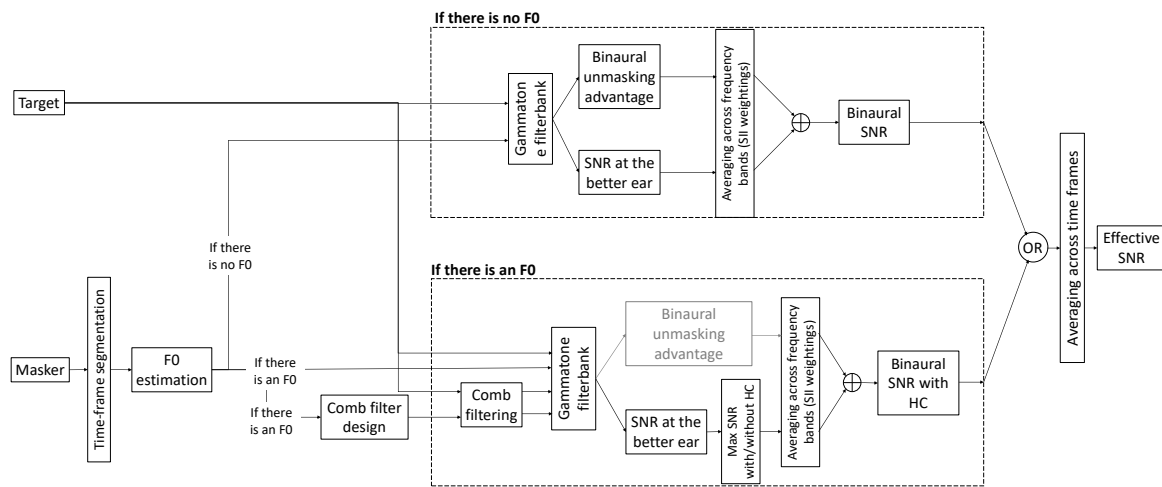 If there is no F0
Target
Gammaton
e filterbank
Binaural
unmasking
advantage
SNR at the
better ear
Averaging across frequency
bands (SII weightings)
Binaural
SNR
If there
is no F0
OR
Averaging across time frames
Effective
SNR
If there is an F0
Masker
Time-frame segmentation
F0
estimation
If there
is an F0
If there
is an F0
Comb filter
design
Comb
filtering
Gammatone
filterbank
Binaural
unmasking
advantage
SNR at the
better ear
Max SNR
with/without HC
Averaging across frequency
bands (SII weightings)
Binaural
SNR with
HC